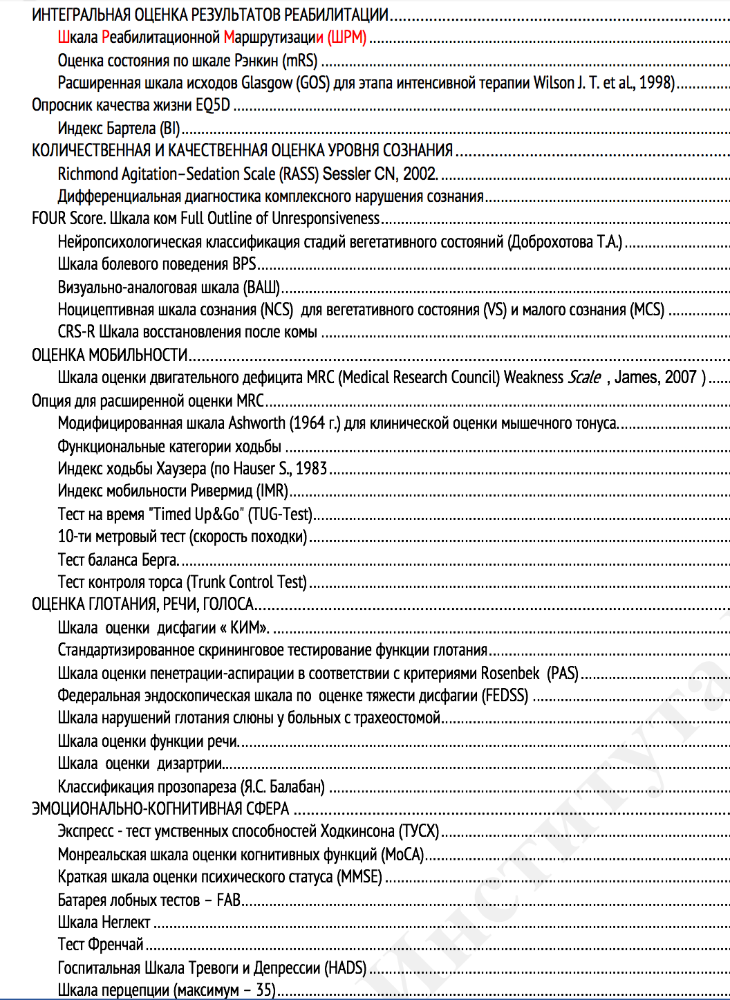 ИНТЕГРАЛЬНАЯ ОЦЕНКА РЕЗУЛЬТАТОВ РЕАБИЛИТАЦИИ
Шкала Реабилитационной Маршрутизации (ШРМ)
Оценка состояния по шкале Рэнкин (mRS)
Расширенная шкала исходов Glasgow (GOS) для этапа интенсивной терапии Wilson J. T. et al., 1998)
Опросник качества жизни EQ5D
Индекс Бартела (BI)
КОЛИЧЕСТВЕННАЯ И КАЧЕСТВЕННАЯ ОЦЕНКА УРОВНЯ СОЗНАНИЯ
Richmond Agitation–Sedation Scale (RASS) Sessler CN, 2002.
Дифференциальная диагностика комплексного нарушения сознания
FOUR Score. Шкала ком Full Outline of Unresponsiveness
Нейропсихологическая классификация стадий вегетативного состояний (Доброхотова Т.А.)
Шкала болевого поведения BPS
Визуально-аналоговая шкала (ВАШ)
Ноцицептивная шкала сознания (NCS) для вегетативного состояния (VS) и малого сознания (MCS)
CRS-R Шкала восстановления после комы
ОЦЕНКА МОБИЛЬНОСТИ
Шкала оценки двигательного дефицита MRC (Medical Research Council) Weakness Scale , James, 2007 )
Опция для расширенной оценки MRC
Модифицированная шкала Ashworth (1964 г.) для клинической оценки мышечного тонуса.
Функциональные категории ходьбы
Индекс ходьбы Хаузера (по Hauser S., 1983
Индекс мобильности Ривермид (IMR)
Тест на время "Timed Up&Go" (TUG-Test)
10-ти метровый тест (скорость походки)
Тест баланса Берга.
Тест контроля торса (Trunk Control Test)
ОЦЕНКА ГЛОТАНИЯ, РЕЧИ, ГОЛОСА
Шкала оценки дисфагии « КИМ».
Стандартизированное скрининговое тестирование функции глотания
Шкала оценки пенетрации-аспирации в соответствии с критериями Rosenbek (PAS)
Федеральная эндоскопическая шкала по оценке тяжести дисфагии (FEDSS)
Шкала нарушений глотания слюны у больных с трахеостомой
Шкала оценки функции речи.
Шкала оценки дизартрии.
Классификация прозопареза (Я.С. Балабан)
ЭМОЦИОНАЛЬНО-КОГНИТИВНАЯ СФЕРА
Экспресс - тест умственных способностей Ходкинсона (ТУСХ)
Монреальская шкала оценки когнитивных функций (МоСА)
Краткая шкала оценки психического статуса (MMSE)
Батарея лобных тестов – FAB
Шкала Неглект
Тест Френчай
Госпитальная Шкала Тревоги и Депрессии (HADS)
Шкала перцепции (максимум – 35)
Института